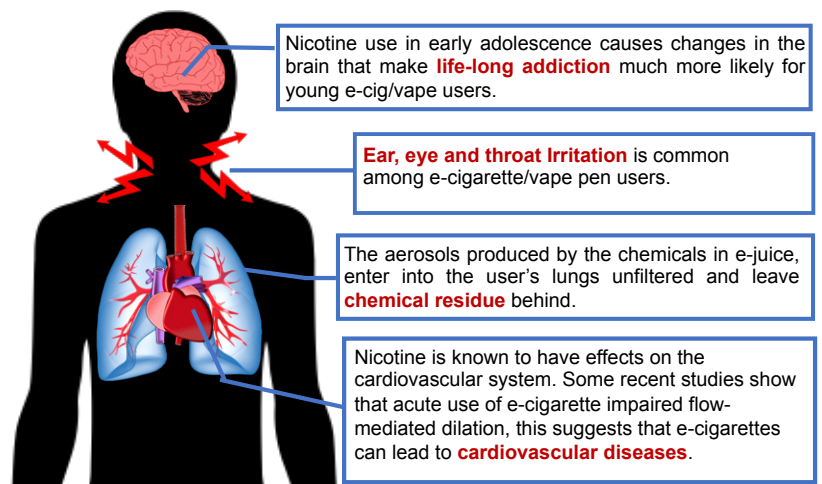 Nicotine use in early adolescence causes changes in the
brain that make life-long addiction much more likely for
young e-cig/vape users.
Ear, eye and throat Irritation is common
among e-cigarette/vape pen users.
The aerosols produced by the chemicals in e-juice,
enter into the user's lungs unfiltered and leave
chemical residue behind.
Nicotine is known to have effects on the
cardiovascular system. Some recent studies show
that acute use of e-cigarette impaired flow-
mediated dilation, this suggests that e-cigarettes
can lead to cardiovascular diseases.